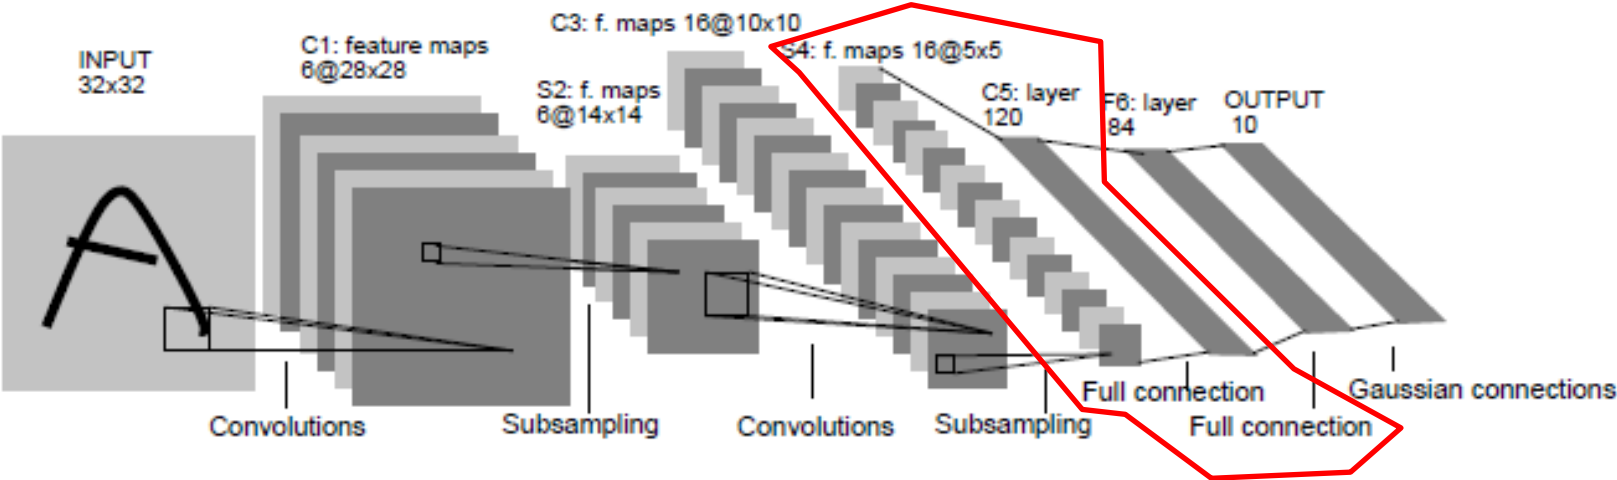 INPUT
32x32
C1: feature maps
6@28x28
S2: f. maps
6@14x14
C3: f. maps 16@10x10
S4: f. maps 16@5x5
C5: layer
120
F6: layer
84
OUTPUT
10
Convolutions
Subsampling
Convolutions
Subsampling
Full connection
Full connection
Gaussian connections